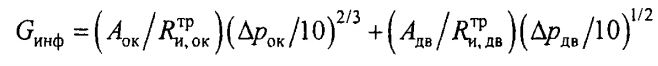 G_инф = (A_ок/R^тр_и, ок)(Δp_ок/10)^2/3 + (A_дв/R^тр_и, дв)(Δp_дв/10)^1/2